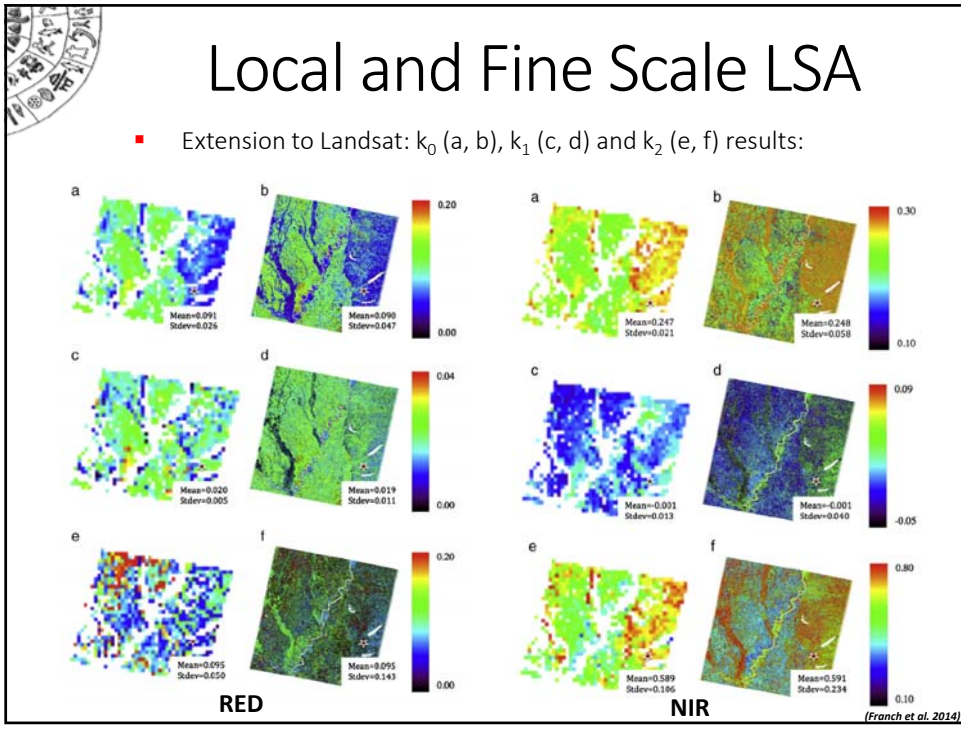 Local and Fine Scale LSA
▪ Extension to Landsat: k₀ (a, b), k₁ (c, d) and k₂ (e, f) results:
a
b
0.20
0.00
Mean=0.091
Stdev=0.026
Mean=0.090
Stdev=0.047
c
d
0.04
0.00
Mean=0.020
Stdev=0.005
Mean=0.019
Stdev=0.011
e
f
0.20
0.00
Mean=0.095
Stdev=0.050
Mean=0.095
Stdev=0.143
RED
a
b
0.30
0.10
Mean=0.247
Stdev=0.021
Mean=0.248
Stdev=0.058
c
d
0.09
-0.05
Mean=-0.001
Stdev=0.013
Mean=-0.001
Stdev=0.040
e
f
0.80
0.10
Mean=0.589
Stdev=0.106
Mean=0.591
Stdev=0.234
NIR
(Franch et al. 2014)